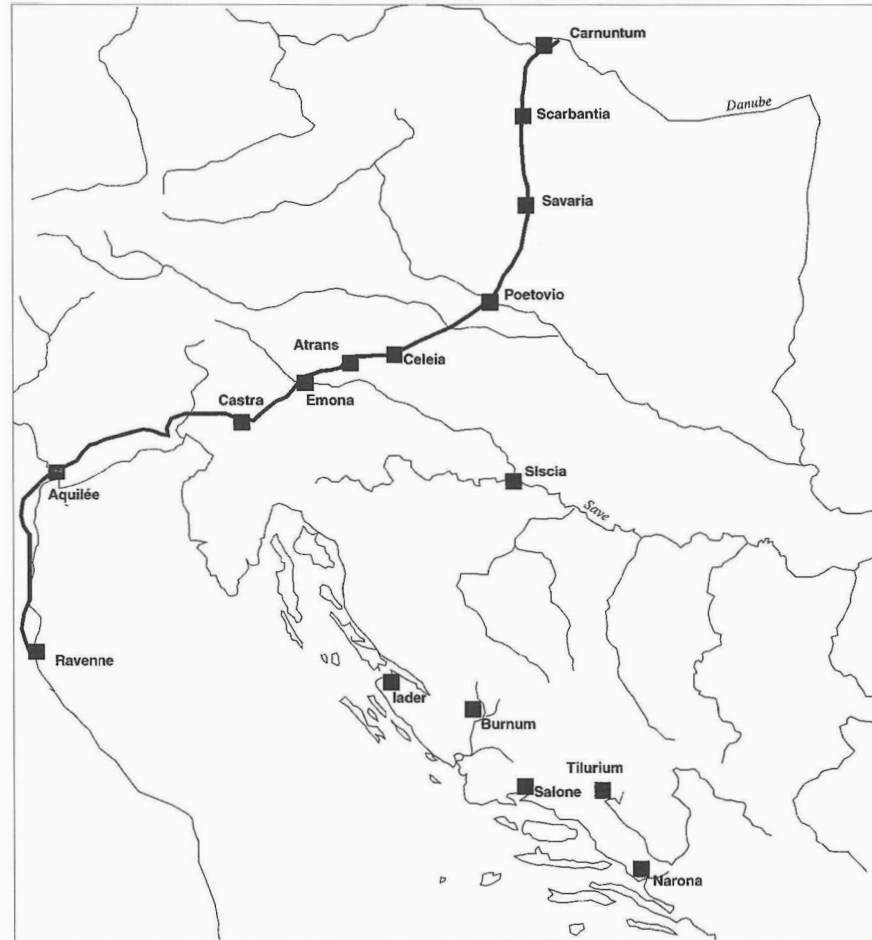 Carnuntum
Danube
Scarbantia
Savaria
Poetovio
Atrans
Celeia
Castra
Emona
Siscia
Aquilée
Save
Ravenne
Iader
Burnum
Tilurium
Salone
Narona